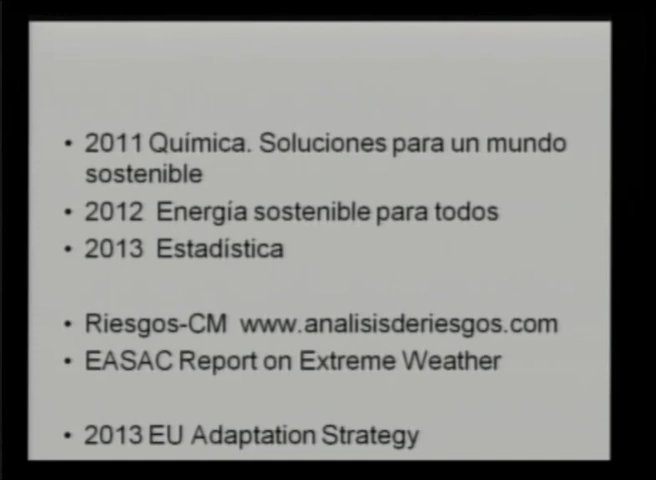 • 2011 Química. Soluciones para un mundo
sostenible
• 2012 Energía sostenible para todos
• 2013 Estadística
• Riesgos-CM www.analisisderiesgos.com
• EASAC Report on Extreme Weather
• 2013 EU Adaptation Strategy